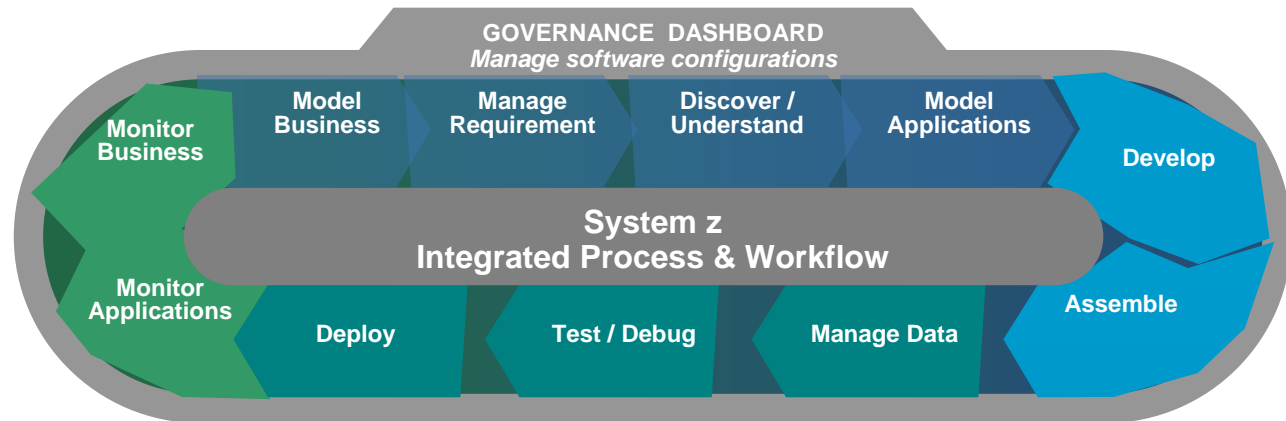 GOVERNANCE DASHBOARD
Manage software configurations
Model
Business
Manage
Requirement
Discover /
Understand
Model
Applications
Monitor
Business
Develop
System z
Integrated Process & Workflow
Monitor
Applications
Assemble
Deploy
Test / Debug
Manage Data